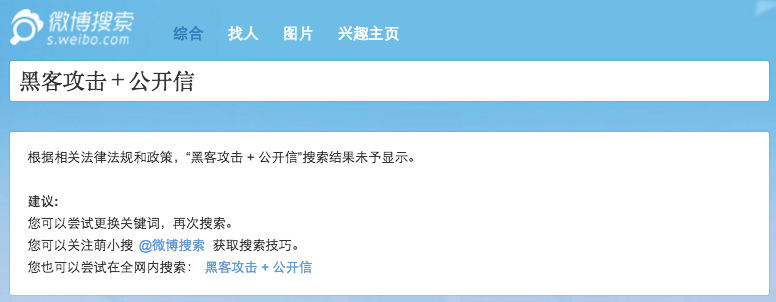 微博搜索
s.weibo.com
综合 找人 图片 兴趣主页
黑客攻击＋公开信
根据相关法律法规和政策，“黑客攻击 + 公开信”搜索结果未予显示。
建议:
您可以尝试更换关键词，再次搜索。
您可以关注萌小搜 @微博搜索 获取搜索技巧。
您也可以尝试在全网内搜索： 黑客攻击 + 公开信